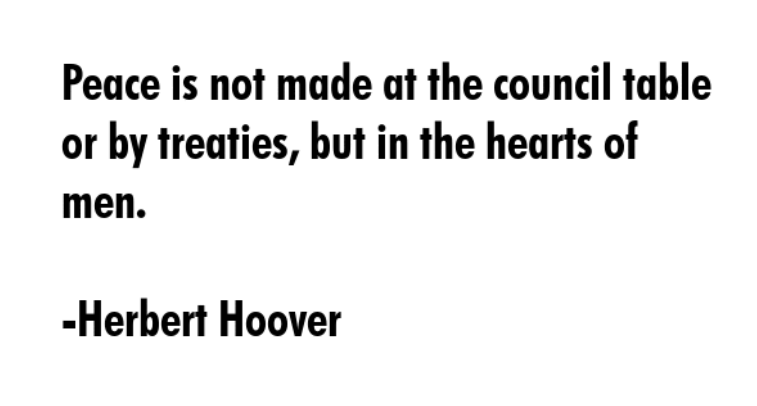 Peace is not made at the council table
or by treaties, but in the hearts of
men.
-Herbert Hoover